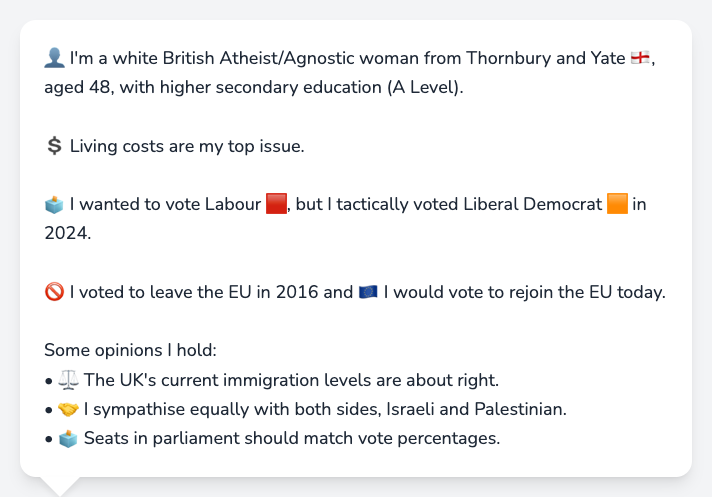 👤 I'm a white British Atheist/Agnostic woman from Thornbury and Yate 🏴󠁧󠁢󠁥󠁮󠁧󠁿,
aged 48, with higher secondary education (A Level).
💲 Living costs are my top issue.
🗳️ I wanted to vote Labour 🟥, but I tactically voted Liberal Democrat 🟧 in
2024.
🚫 I voted to leave the EU in 2016 and 🇪🇺 I would vote to rejoin the EU today.
Some opinions I hold:
• ⚖️ The UK's current immigration levels are about right.
• 🤝 I sympathise equally with both sides, Israeli and Palestinian.
• 🗳️ Seats in parliament should match vote percentages.